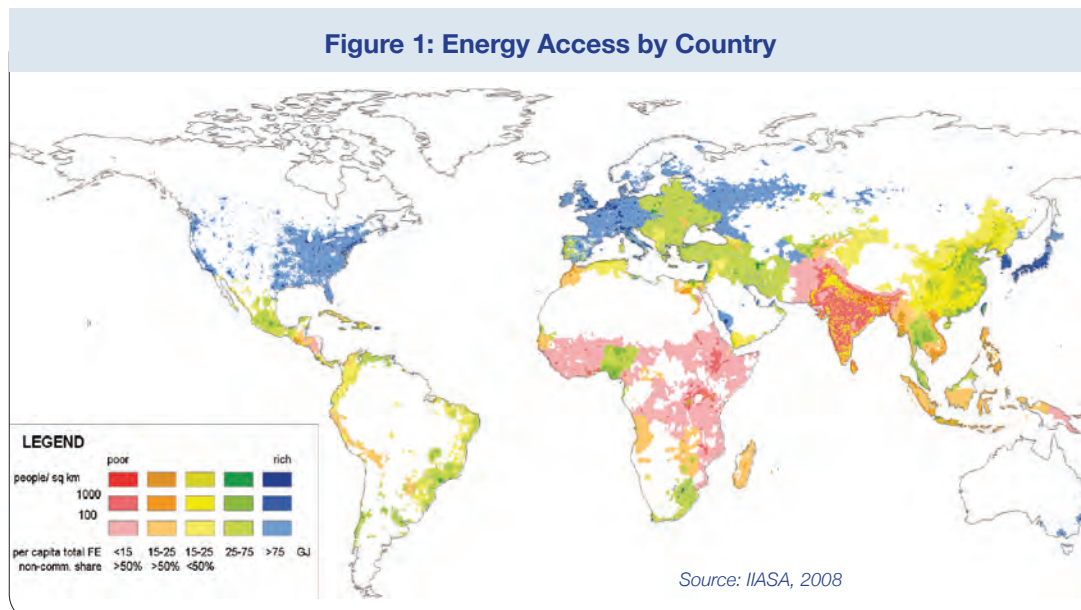 Figure 1: Energy Access by Country
LEGEND
poor rich
people/ sq km
1000
100
per capita total FE <15 15-25 15-25 25-75 >75 GJ
non-comm. share >50% >50% <50%
Source: IIASA, 2008